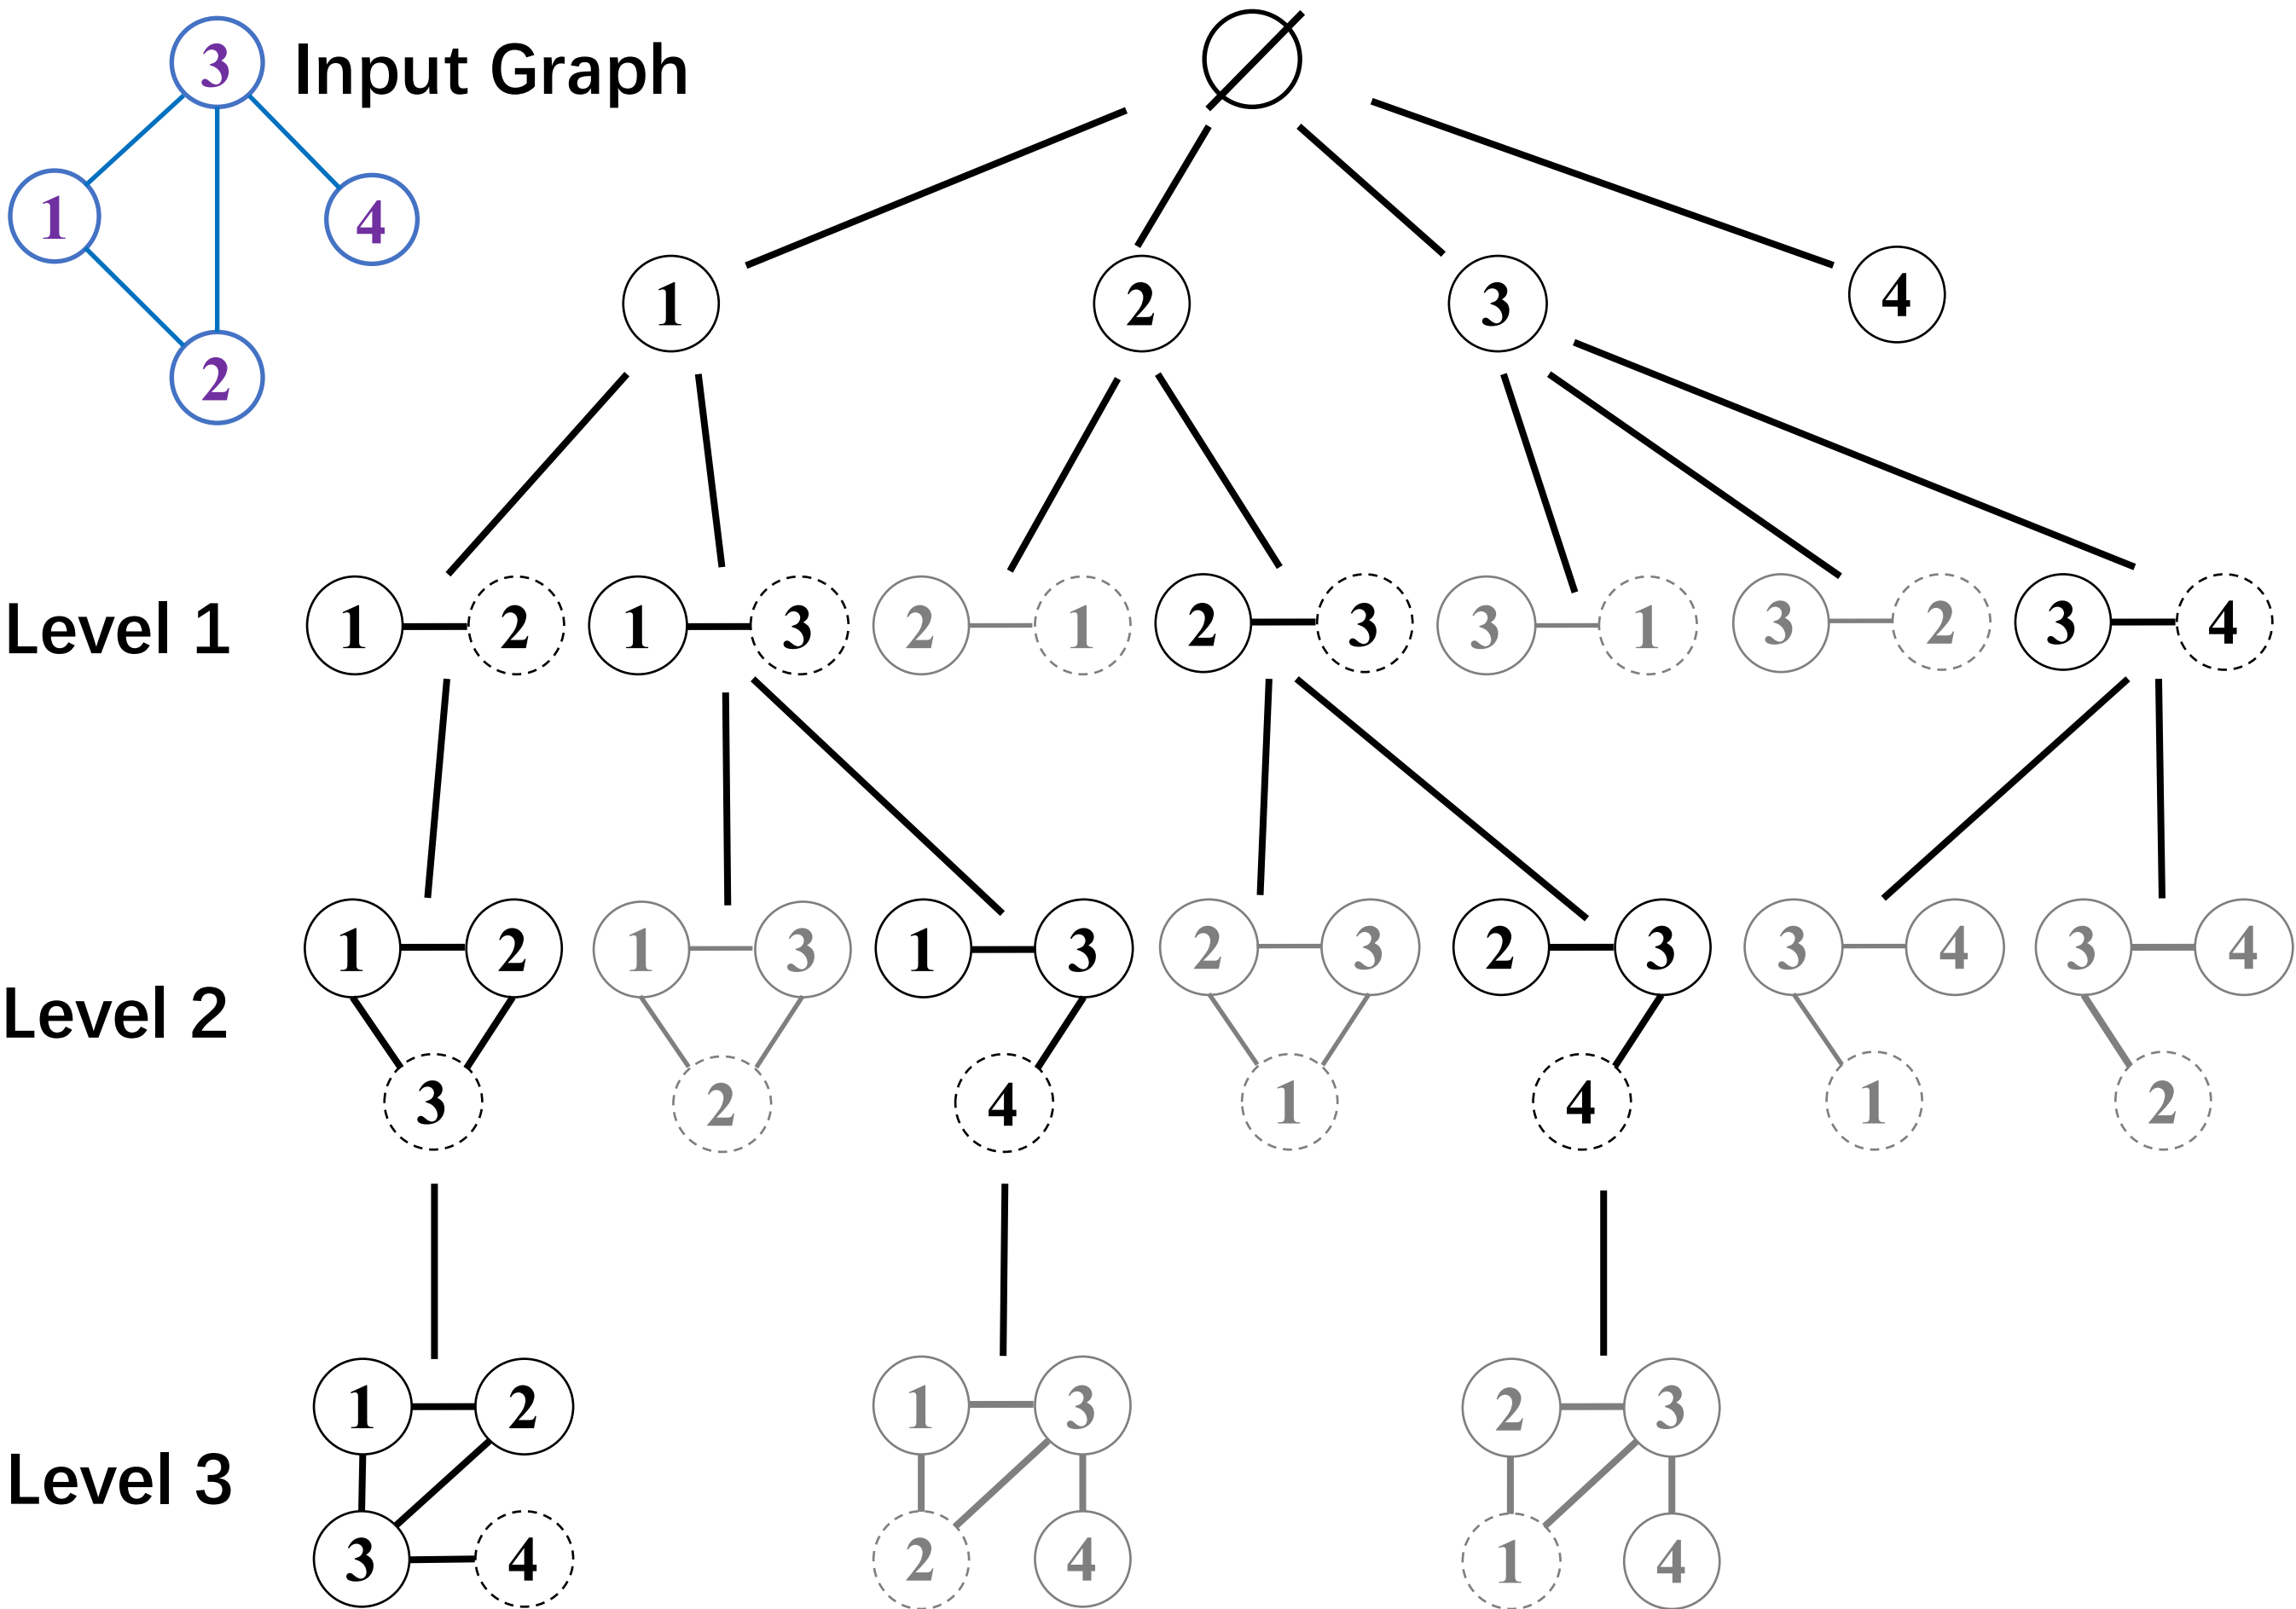 3 Input Graph
1 4
2
∅
1 2 3 4
Level 1 1 2 1 3 2 1 2 3 3 1 3 2 3 4
1 2 1 3 1 3 2 3 2 3 3 4 3 4
Level 2
3 2 4 1 4 1 2
1 2 1 3 2 3
Level 3
3 4 2 4 1 4